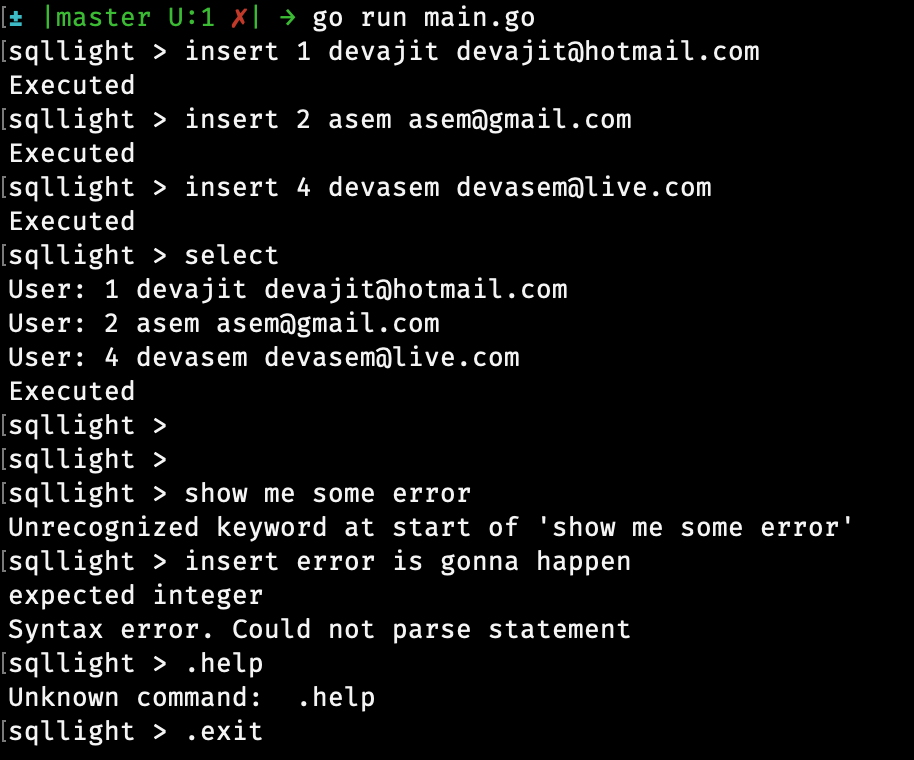 [± |master U:1 ✗| → go run main.go
[sqllight > insert 1 devajit devajit@hotmail.com
Executed
[sqllight > insert 2 asem asem@gmail.com
Executed
[sqllight > insert 4 devasem devasem@live.com
Executed
[sqllight > select
User: 1 devajit devajit@hotmail.com
User: 2 asem asem@gmail.com
User: 4 devasem devasem@live.com
Executed
[sqllight >
[sqllight >
[sqllight > show me some error
Unrecognized keyword at start of 'show me some error'
[sqllight > insert error is gonna happen
expected integer
Syntax error. Could not parse statement
[sqllight > .help
Unknown command:  .help
[sqllight > .exit